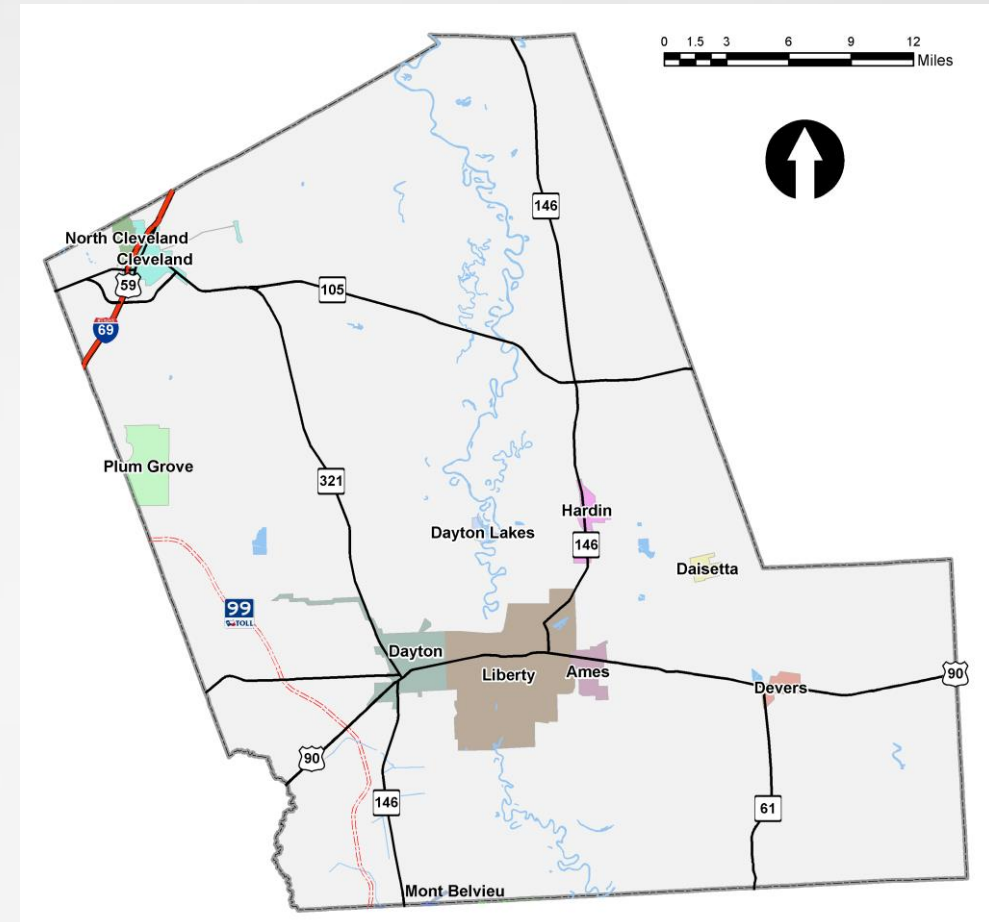 0 1.5 3 6 9 12
Miles
146
North Cleveland
Cleveland
59
105
69
Plum Grove
321
Hardin
Dayton Lakes
146
Daisetta
99
TOLL
Dayton
Liberty
Ames
Devers
90
90
146
61
Mont Belvieu